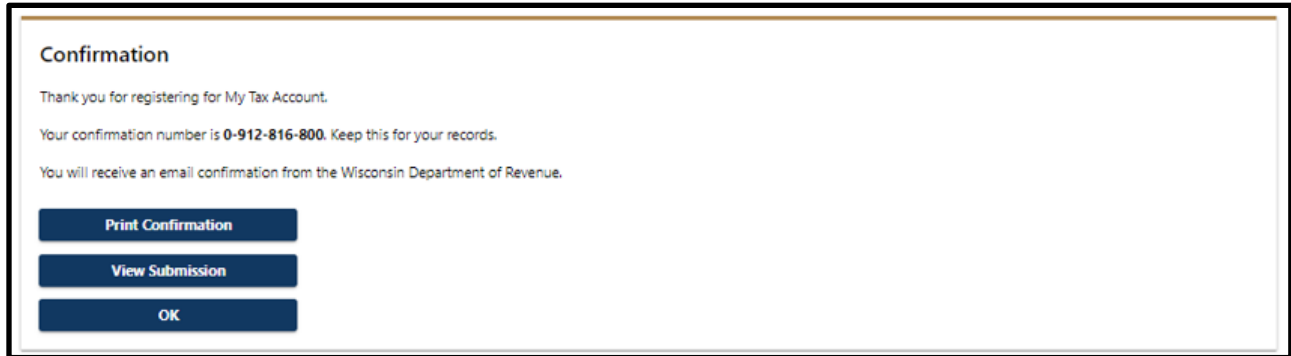 Confirmation
Thank you for registering for My Tax Account.
Your confirmation number is 0-912-816-800. Keep this for your records.
You will receive an email confirmation from the Wisconsin Department of Revenue.
Print Confirmation
View Submission
OK